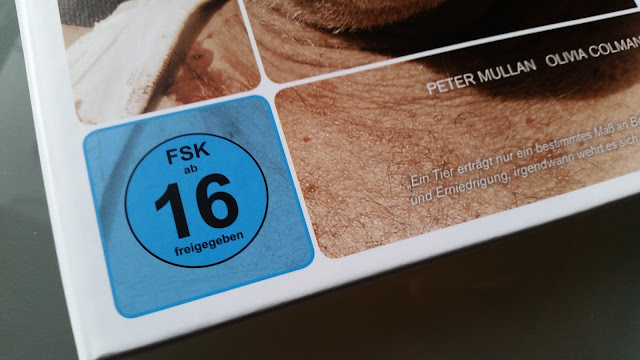 PETER MULLAN OLIVIA COLMAN
„Ein Tier erträgt nur ein bestimmtes Maß an
und Erniedrigung, irgendwann wehrt es sich
FSK
ab
16
freigegeben